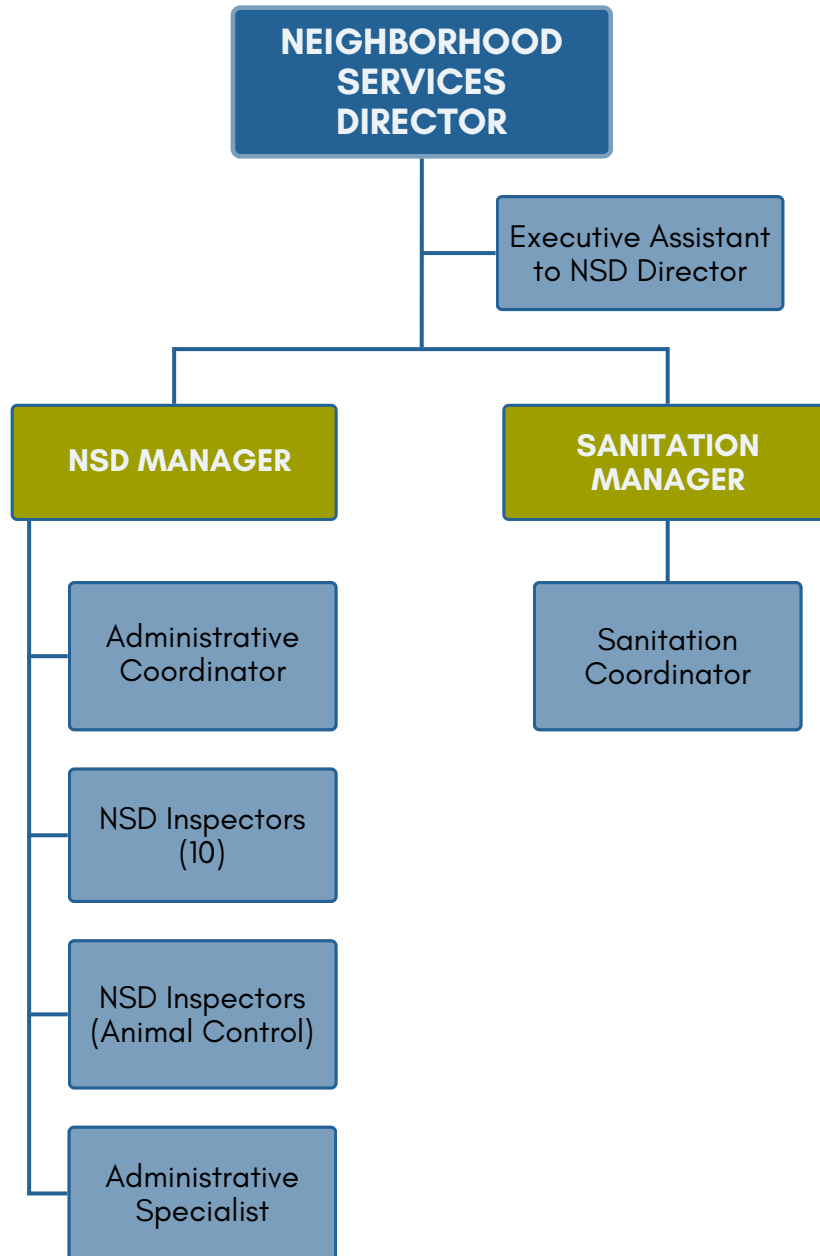 NEIGHBORHOOD
SERVICES
DIRECTOR
Executive Assistant
to NSD Director
NSD MANAGER
SANITATION
MANAGER
Administrative
Coordinator
Sanitation
Coordinator
NSD Inspectors
(10)
NSD Inspectors
(Animal Control)
Administrative
Specialist